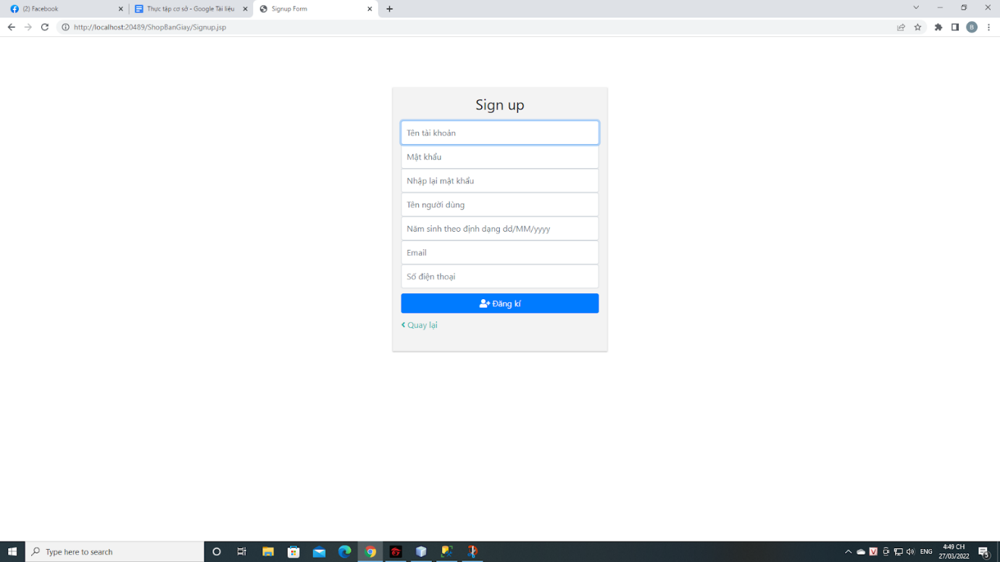 (2) Facebook
Thực tập cơ sở - Google Tài liệu
Signup Form
http://localhost:20489/ShopBanGiay/Signup.jsp
B
Sign up
Tên tài khoản
Mật khẩu
Nhập lại mật khẩu
Tên người dùng
Năm sinh theo định dạng dd/MM/yyyy
Email
Số điện thoại
Đăng kí
Quay lại
Type here to search
V
ENG
4:49 CH
27/03/2022
5